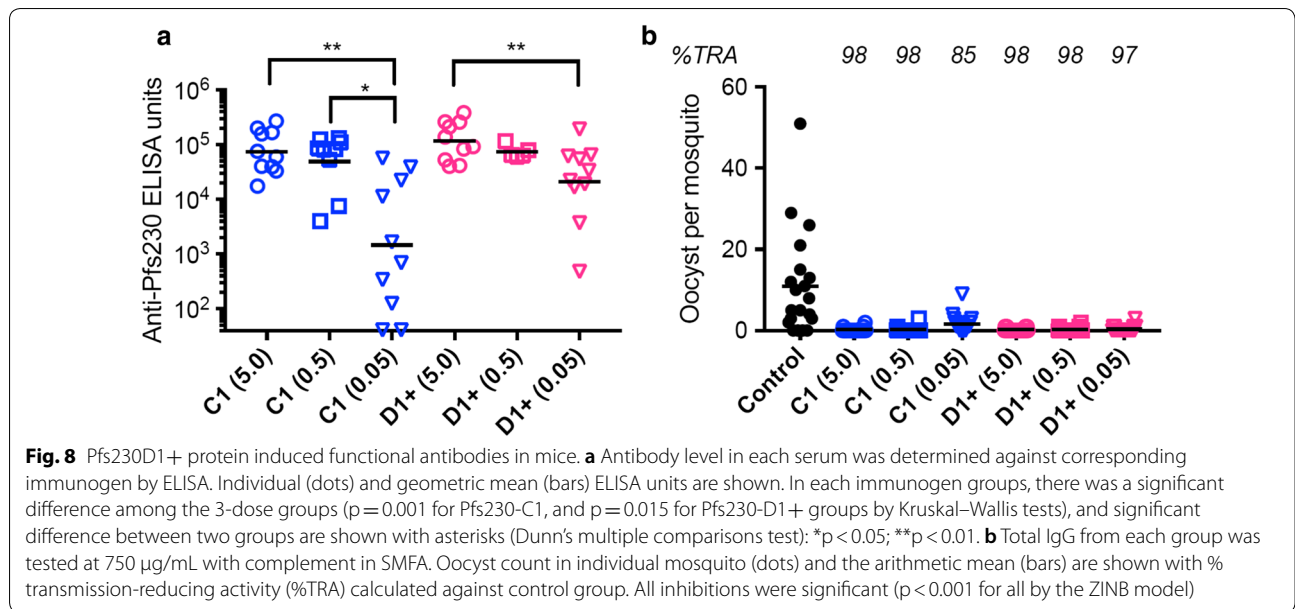 a
b
** **
*
%TRA 98 98 85 98 98 97
Anti-Pfs230 ELISA units
10^6
10^5
10^4
10^3
10^2
C1 (5.0)
C1 (0.5)
C1 (0.05)
D1+ (5.0)
D1+ (0.5)
D1+ (0.05)
Oocyst per mosquito
60
40
20
0
Control
C1 (5.0)
C1 (0.5)
C1 (0.05)
D1+ (5.0)
D1+ (0.5)
D1+ (0.05)
Fig. 8 Pfs230D1+ protein induced functional antibodies in mice. a Antibody level in each serum was determined against corresponding
immunogen by ELISA. Individual (dots) and geometric mean (bars) ELISA units are shown. In each immunogen groups, there was a significant
difference among the 3-dose groups (p = 0.001 for Pfs230-C1, and p = 0.015 for Pfs230-D1+ groups by Kruskal–Wallis tests), and significant
difference between two groups are shown with asterisks (Dunn's multiple comparisons test): *p < 0.05; **p < 0.01. b Total IgG from each group was
tested at 750 µg/mL with complement in SMFA. Oocyst count in individual mosquito (dots) and the arithmetic mean (bars) are shown with %
transmission-reducing activity (%TRA) calculated against control group. All inhibitions were significant (p < 0.001 for all by the ZINB model)